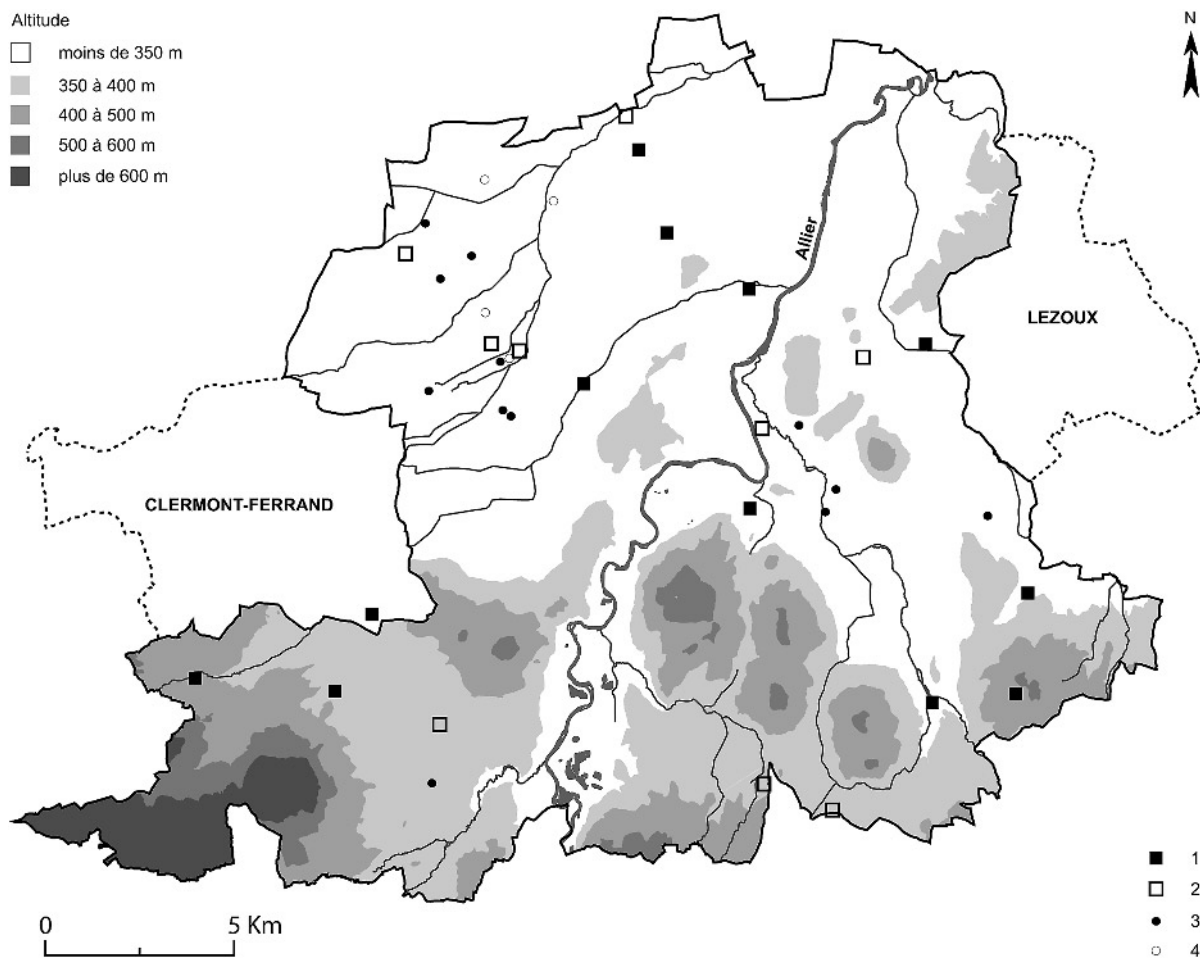 Altitude
moins de 350 m
350 à 400 m
400 à 500 m
500 à 600 m
plus de 600 m
N
Allier
LEZOUX
CLERMONT-FERRAND
1
2
3
4
0 5 Km